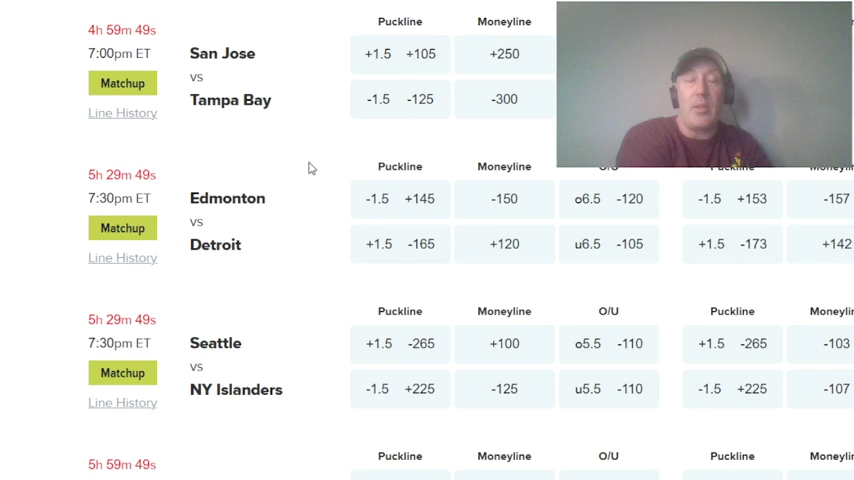 Puckline Moneyline
4h 59m 49s
7:00pm ET San Jose +1.5 +105 +250
Matchup vs
Tampa Bay -1.5 -125 -300
Line History
Puckline Moneyline Puckline
5h 29m 49s
7:30pm ET Edmonton -1.5 +145 -150 o6.5 -120 -1.5 +153 -157
Matchup vs
Detroit +1.5 -165 +120 u6.5 -105 +1.5 -173 +142
Line History
Puckline Moneyline O/U Puckline Moneylin
5h 29m 49s
7:30pm ET Seattle +1.5 -265 +100 o5.5 -110 +1.5 -265 -103
Matchup vs
NY Islanders -1.5 +225 -125 u5.5 -110 -1.5 +225 -107
Line History
Puckline Moneyline O/U Puckline Moneylin
5h 59m 49s